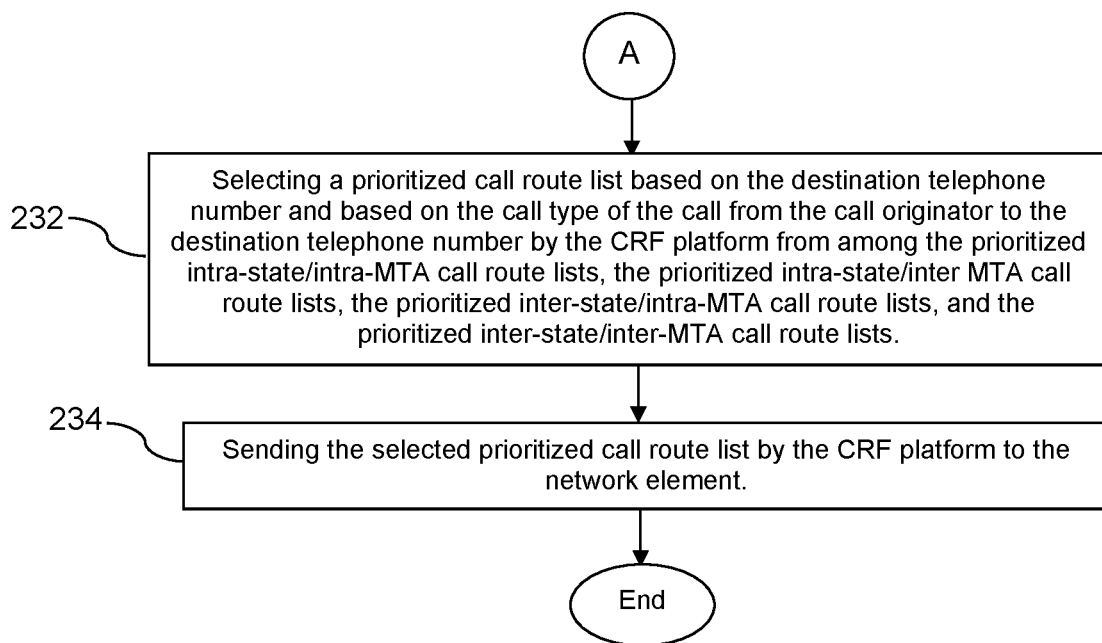 A
232
Selecting a prioritized call route list based on the destination telephone
number and based on the call type of the call from the call originator to the
destination telephone number by the CRF platform from among the prioritized
intra-state/intra-MTA call route lists, the prioritized intra-state/inter MTA call
route lists, the prioritized inter-state/intra-MTA call route lists, and the
prioritized inter-state/inter-MTA call route lists.
234
Sending the selected prioritized call route list by the CRF platform to the
network element.
End